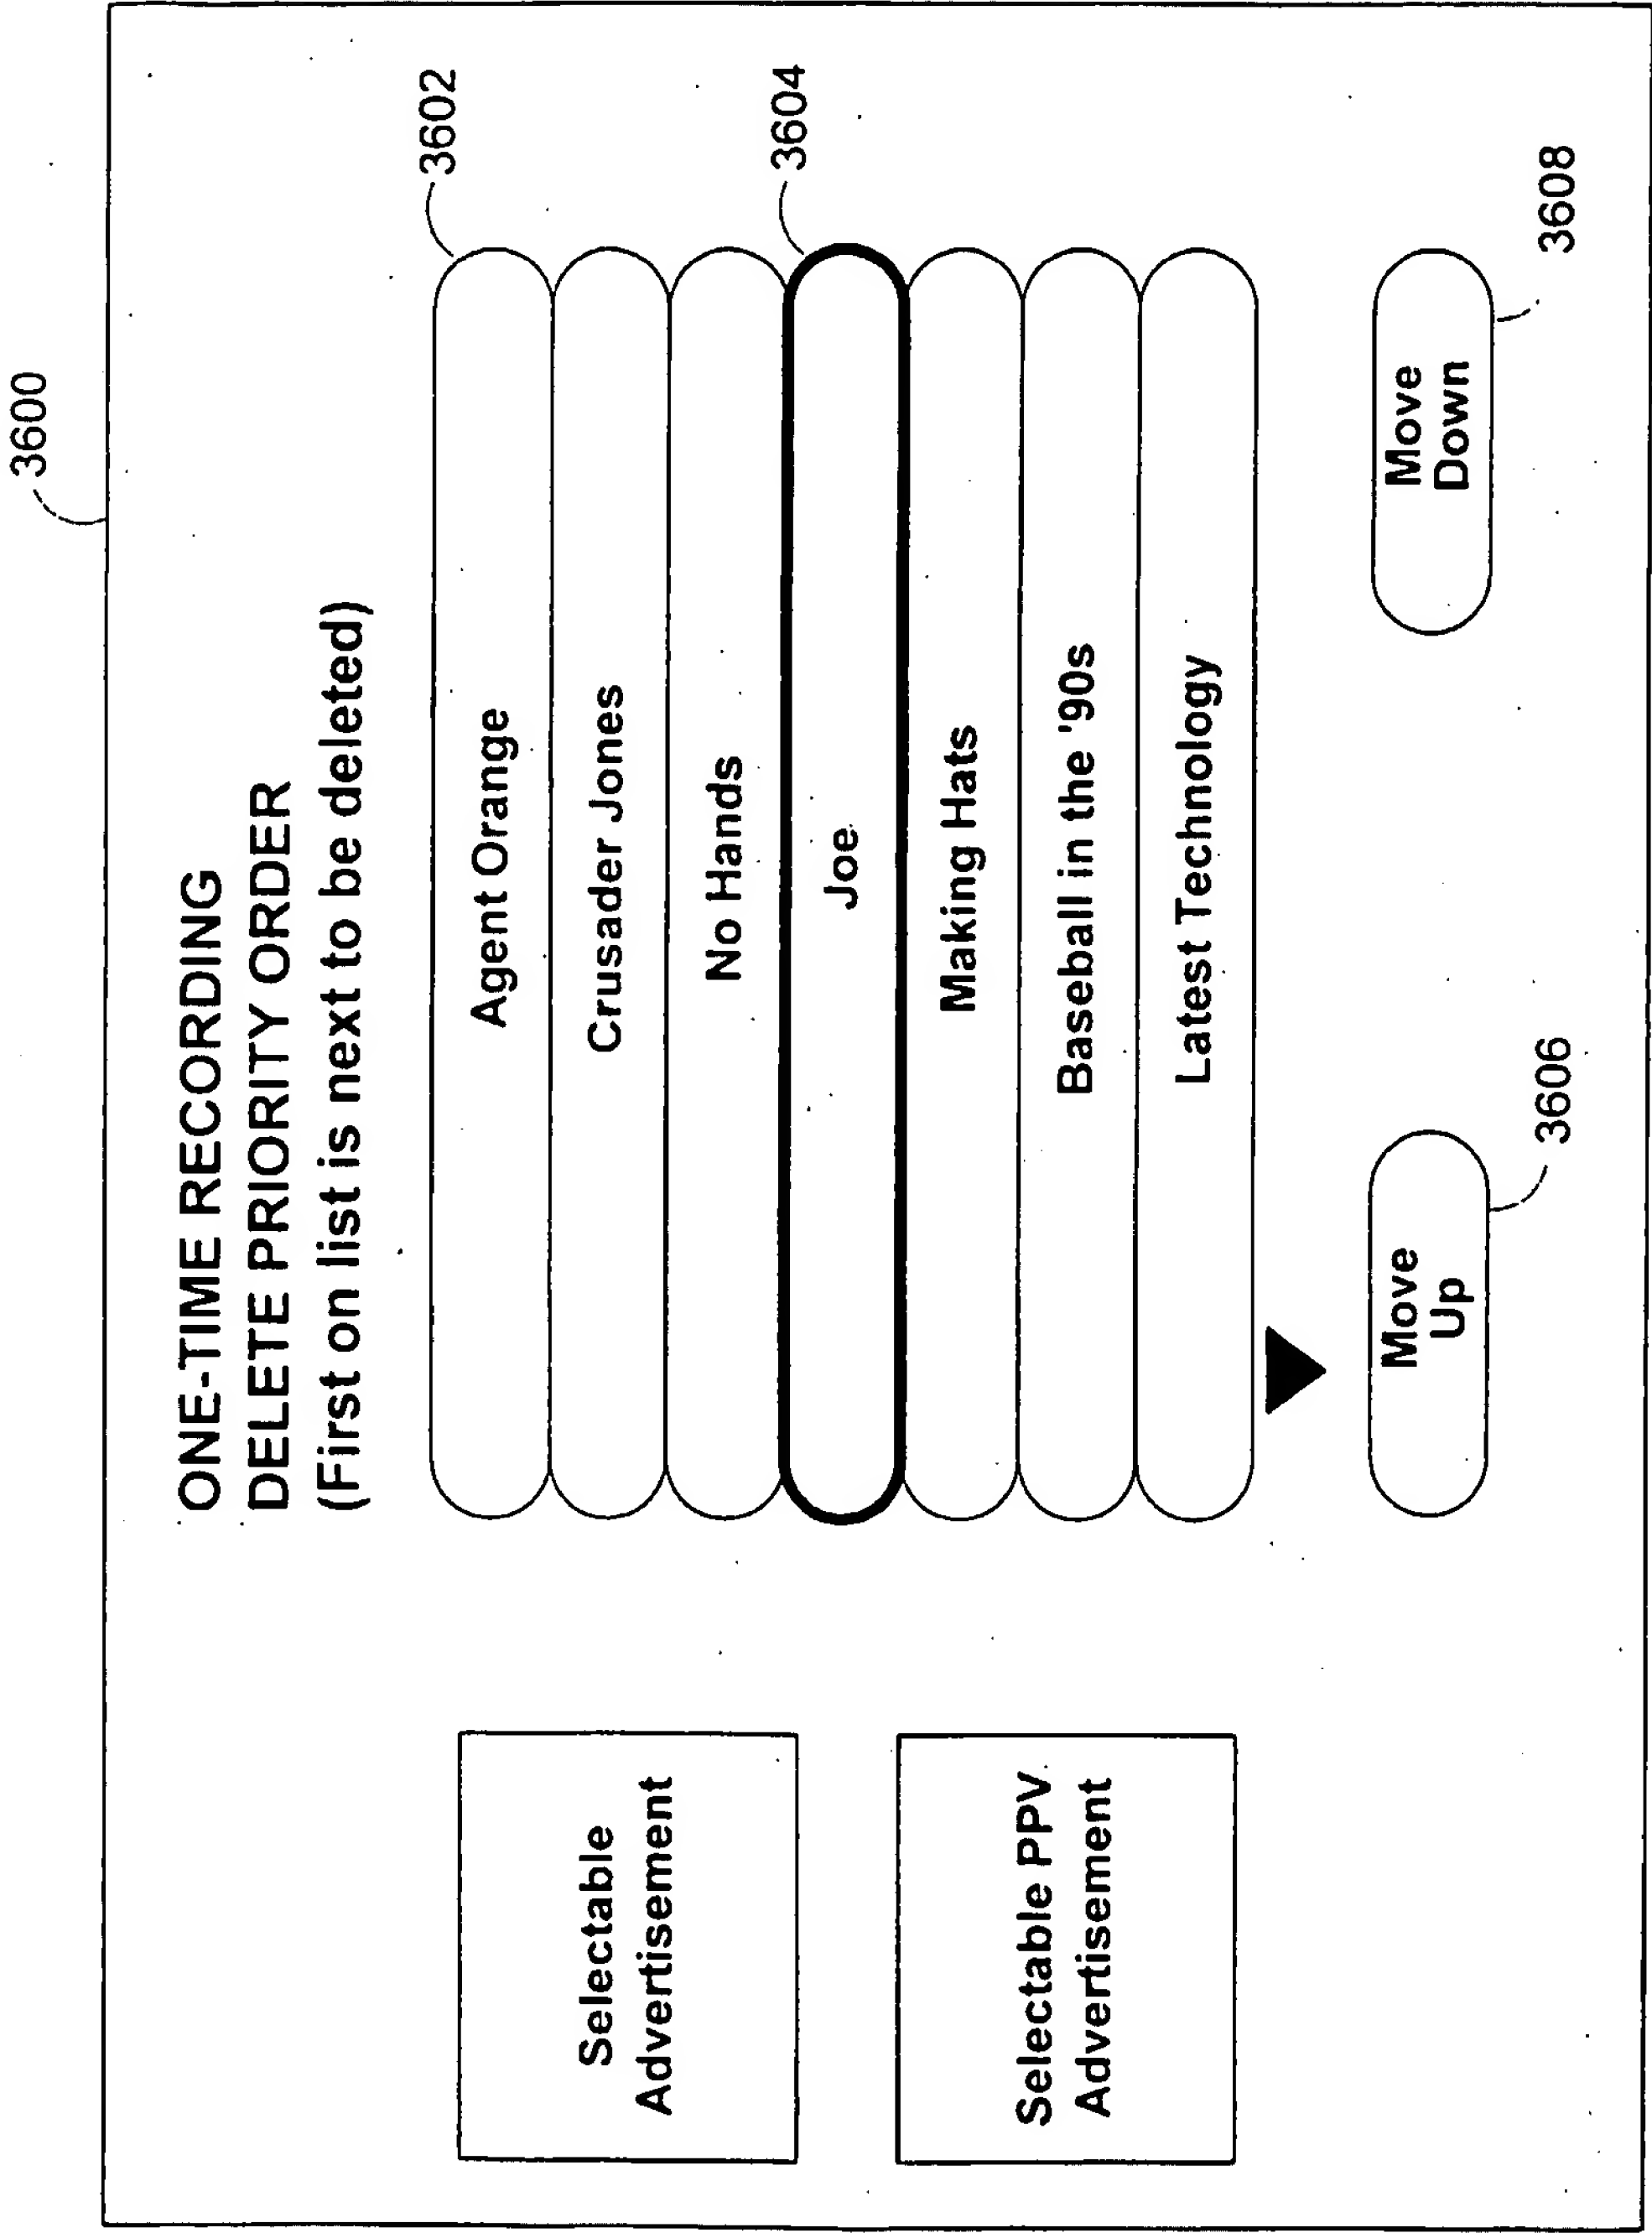 3600
ONE-TIME RECORDING
DELETE PRIORITY ORDER
(First on list is next to be deleted)
Selectable
Advertisement
Selectable PPV
Advertisement
Agent Orange
3602
Crusader Jones
No Hands
Joe
3604
Making Hats
Baseball in the '90s
Latest Technology
Move
Up
3606
Move
Down
3608